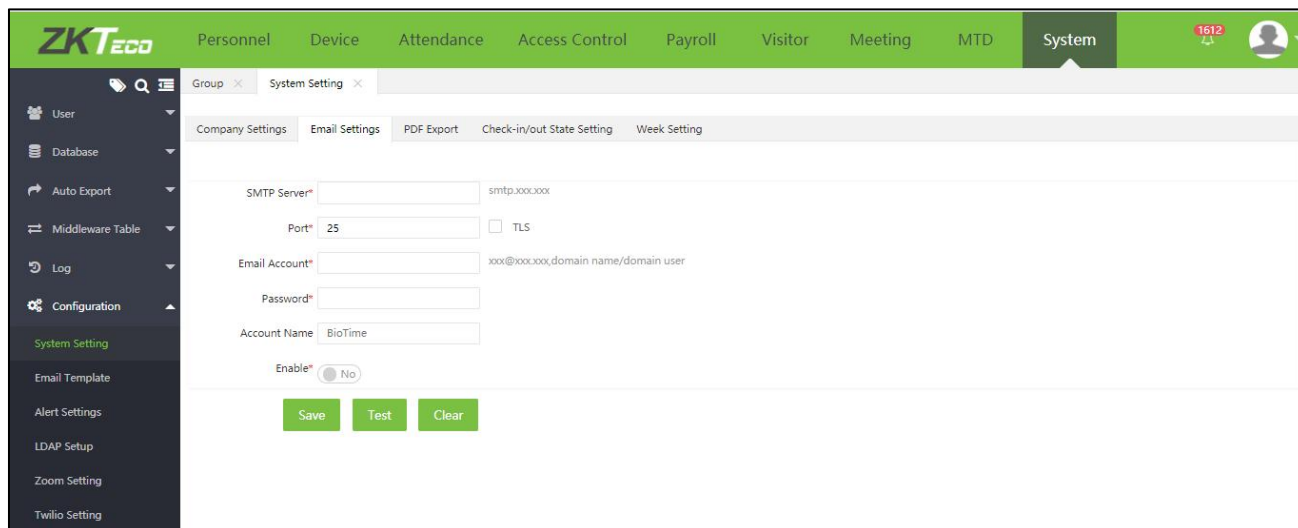 ZKTECO Personnel Device Attendance Access Control Payroll Visitor Meeting MTD System 1612
Group System Setting
User
Database
Auto Export
Middleware Table
Log
Configuration
System Setting
Email Template
Alert Settings
LDAP Setup
Zoom Setting
Twilio Setting
Company Settings Email Settings PDF Export Check-in/out State Setting Week Setting
SMTP Server* smtp.xxx.xxx
Port* 25 TLS
Email Account* xxx@xxx.xxx,domain name/domain user
Password*
Account Name BioTime
Enable* No
Save Test Clear